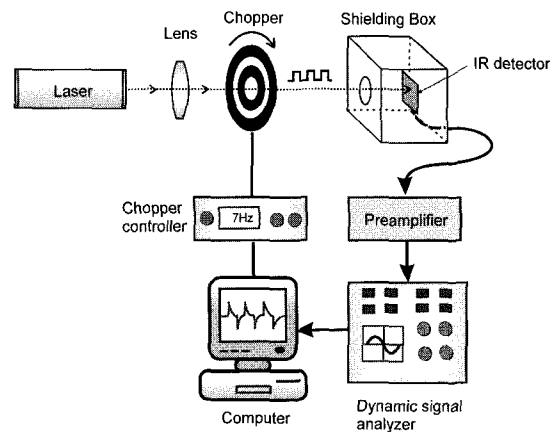 Chopper
Shielding Box
Lens
IR detector
Laser
Chopper
controller
7Hz
Preamplifier
Computer
Dynamic signal
analyzer